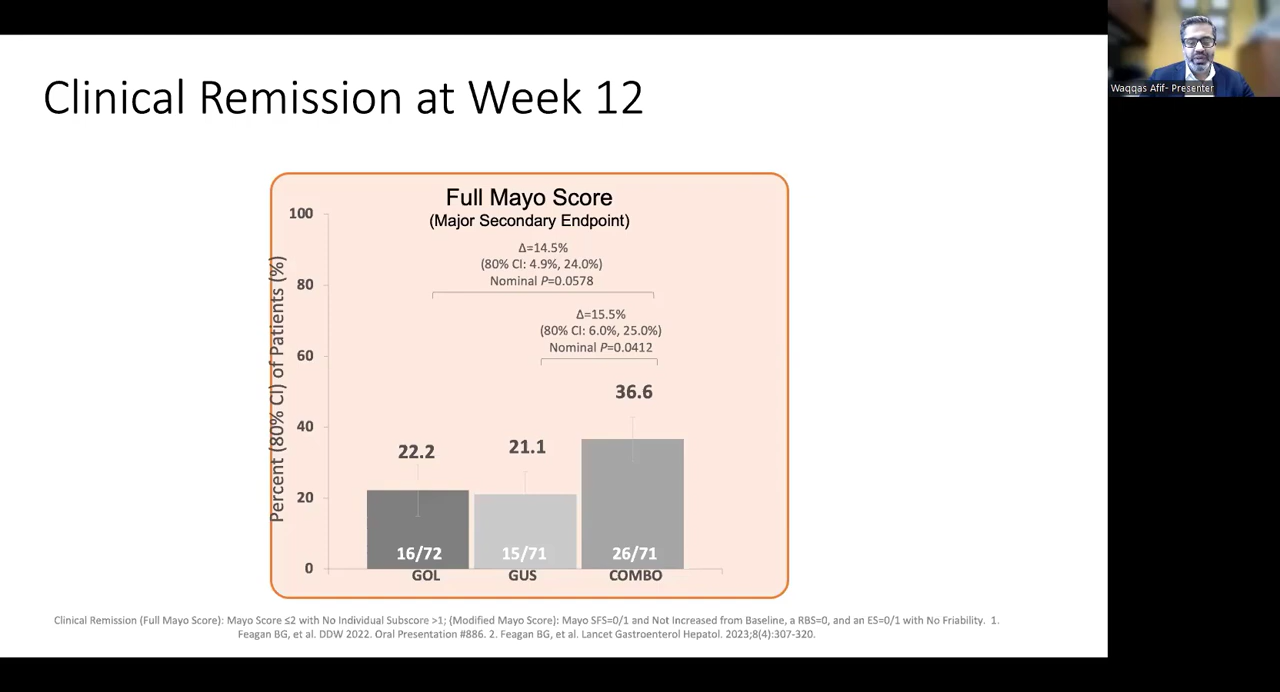 Clinical Remission at Week 12
Waqqas Afif- Presenter
Full Mayo Score
(Major Secondary Endpoint)
Percent (80% CI) of Patients (%)
100
80
60
40
20
0
Δ=14.5%
(80% CI: 4.9%, 24.0%)
Nominal P=0.0578
Δ=15.5%
(80% CI: 6.0%, 25.0%)
Nominal P=0.0412
22.2
21.1
36.6
16/72
15/71
26/71
GOL
GUS
COMBO
Clinical Remission (Full Mayo Score): Mayo Score ≤2 with No Individual Subscore >1; (Modified Mayo Score): Mayo SFS=0/1 and Not Increased from Baseline, a RBS=0, and an ES=0/1 with No Friability. 1.
Feagan BG, et al. DDW 2022. Oral Presentation #886. 2. Feagan BG, et al. Lancet Gastroenterol Hepatol. 2023;8(4):307-320.